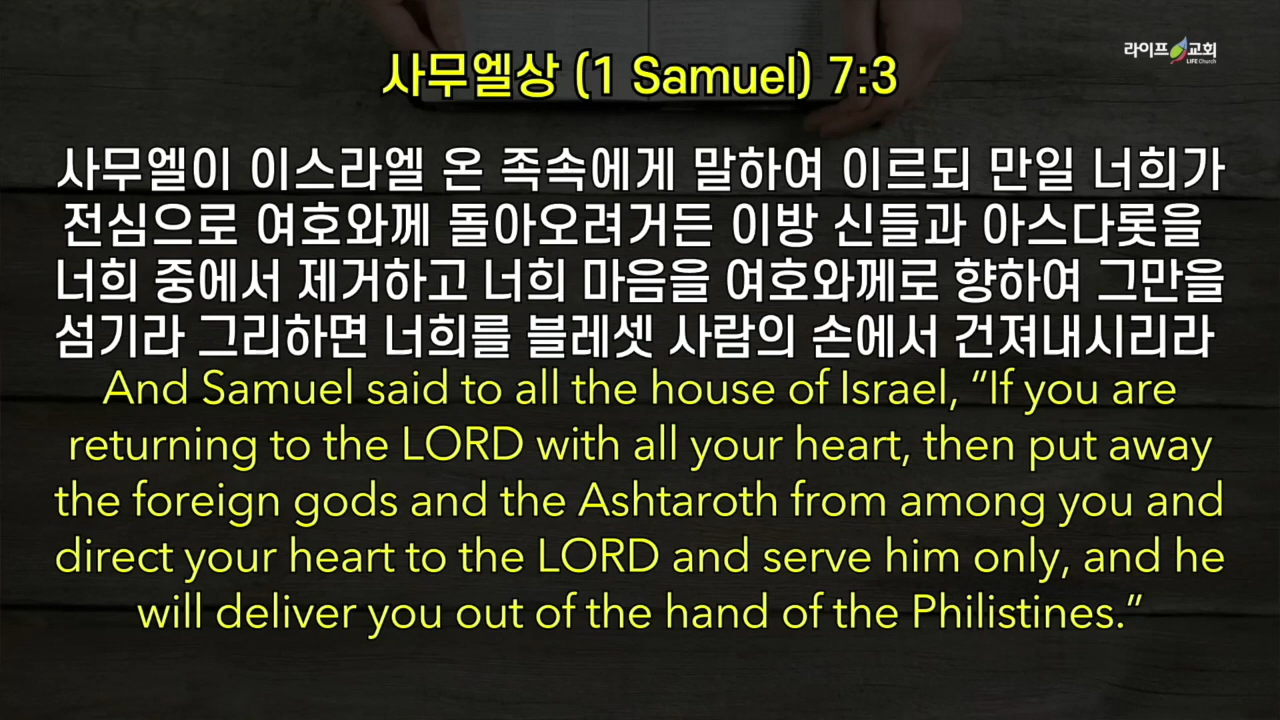 라이프교회
LIFE Church
사무엘상 (1 Samuel) 7:3
사무엘이 이스라엘 온 족속에게 말하여 이르되 만일 너희가
전심으로 여호와께 돌아오려거든 이방 신들과 아스다롯을
너희 중에서 제거하고 너희 마음을 여호와께로 향하여 그만을
섬기라 그리하면 너희를 블레셋 사람의 손에서 건져내시리라
And Samuel said to all the house of Israel, “If you are
returning to the LORD with all your heart, then put away
the foreign gods and the Ashtaroth from among you and
direct your heart to the LORD and serve him only, and he
will deliver you out of the hand of the Philistines.”